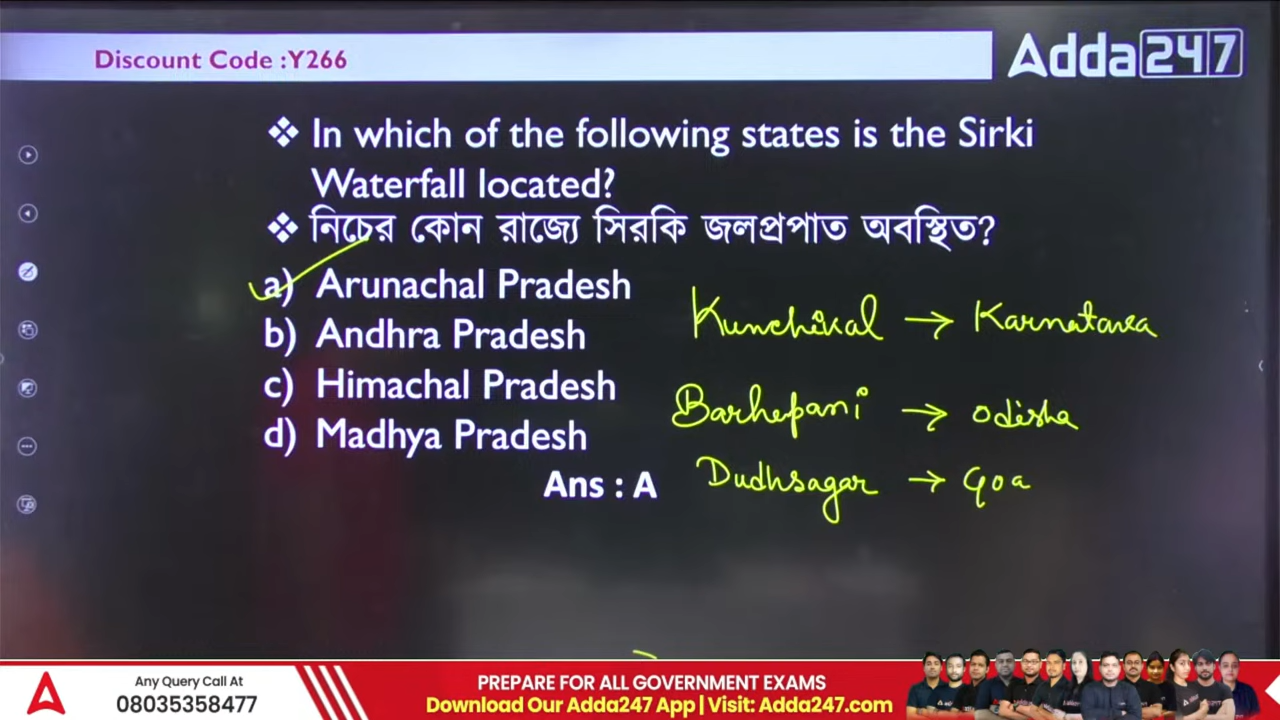 Discount Code :Y266
Adda247
❖ In which of the following states is the Sirki
Waterfall located?
❖ নিচের কোন রাজ্যে সিরকি জলপ্রপাত অবস্থিত?
a) Arunachal Pradesh
b) Andhra Pradesh
c) Himachal Pradesh
d) Madhya Pradesh
Ans : A
Kunchikal → Karnataka
Barhepani → Odisha
Dudhsagar → Goa
Any Query Call At
08035358477
PREPARE FOR ALL GOVERNMENT EXAMS
Download Our Adda247 App | Visit: Adda247.com